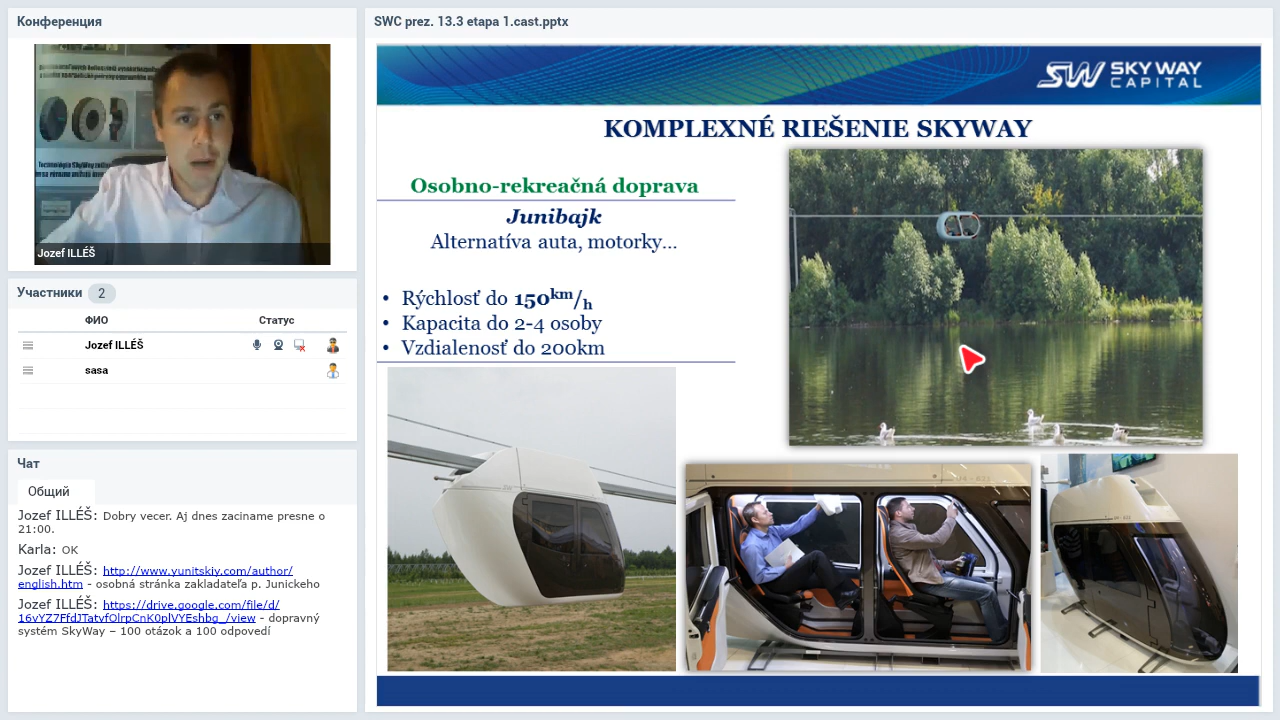 Конференция
Jozef ILLÉŠ
Участники 2
ФИО Статус
Jozef ILLÉŠ
sasa
Чат
Общий
Jozef ILLÉŠ: Dobry vecer. Aj dnes zaciname presne o
21:00.
Karla: OK
Jozef ILLÉŠ: http://www.yunitskiy.com/author/
english.htm - osobná stránka zakladateľa p. Junickeho
Jozef ILLÉŠ: https://drive.google.com/file/d/
16vYZ7FfdJTatvfOlrpCnK0plVYEshbg_/view - dopravný
systém SkyWay – 100 otázok a 100 odpovedí
SWC prez. 13.3 etapa 1.cast.pptx
SW SKY WAY
CAPITAL
KOMPLEXNÉ RIEŠENIE SKYWAY
Osobno-rekreačná doprava
Junibajk
Alternatíva auta, motorky...
• Rýchlosť do 150km/h
• Kapacita do 2-4 osoby
• Vzdialenosť do 200km